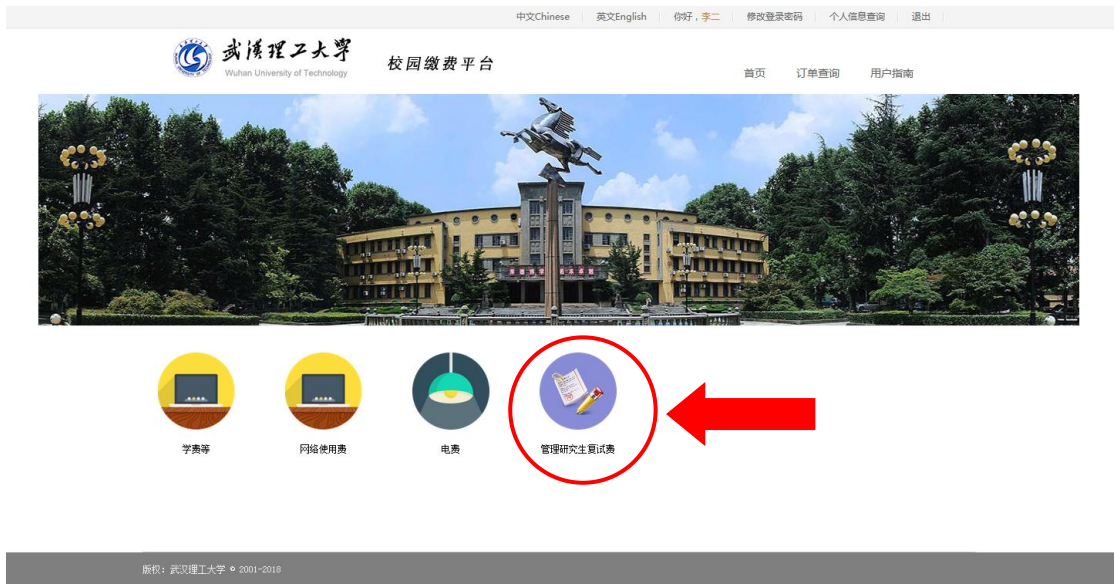 中文Chinese 英文English 你好，李二 修改登录密码 个人信息查询 退出
武汉理工大学
Wuhan University of Technology
校园缴费平台
首页 订单查询 用户指南
学费等 网络使用费 电费 管理研究生复试费
版权：武汉理工大学 © 2001-2018